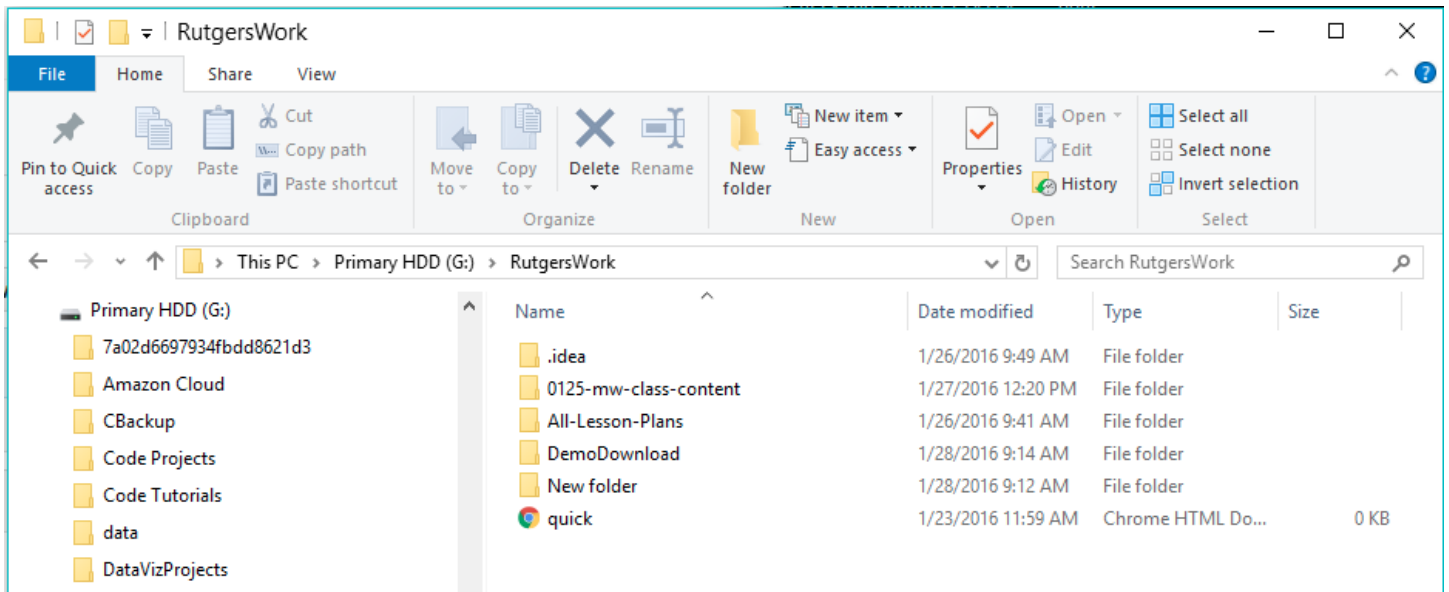 RutgersWork
File Home Share View
Pin to Quick access
Copy
Paste
Cut
Copy path
Paste shortcut
Clipboard
Move to
Copy to
Delete
Rename
Organize
New folder
New item
Easy access
New
Properties
Open
Edit
History
Open
Select all
Select none
Invert selection
Select
This PC > Primary HDD (G:) > RutgersWork
Search RutgersWork
Primary HDD (G:)
7a02d6697934fbdd8621d3
Amazon Cloud
CBackup
Code Projects
Code Tutorials
data
DataVizProjects
Name Date modified Type Size
.idea 1/26/2016 9:49 AM File folder
0125-mw-class-content 1/27/2016 12:20 PM File folder
All-Lesson-Plans 1/26/2016 9:41 AM File folder
DemoDownload 1/28/2016 9:14 AM File folder
New folder 1/28/2016 9:12 AM File folder
quick 1/23/2016 11:59 AM Chrome HTML Do... 0 KB